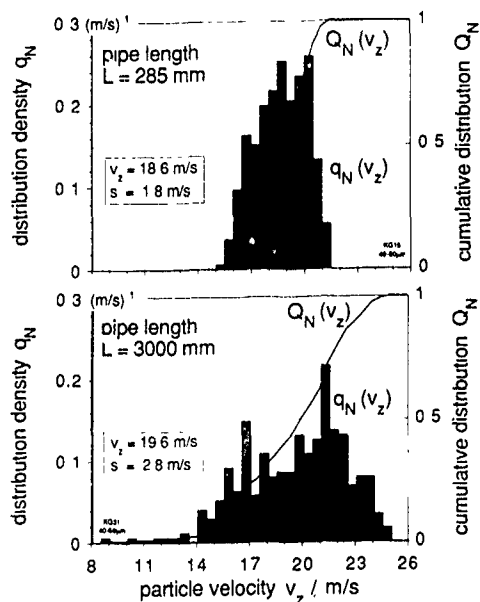 0 3 (m/s)⁻¹
pipe length
L = 285 mm
0 2
v_z = 18 6 m/s
s = 1 8 m/s
0 1
0
distribution density q_N
Q_N (v_z)
q_N (v_z)
1
0 5
0
cumulative distribution Q_N
0 3 (m/s)⁻¹
pipe length
L = 3000 mm
0.2
v_z = 19 6 m/s
s = 2 8 m/s
0 1
0
distribution density q_N
Q_N (v_z)
q_N (v_z)
1
0 5
0
cumulative distribution Q_N
8 11 14 17 20 23 26
particle velocity v_z / m/s